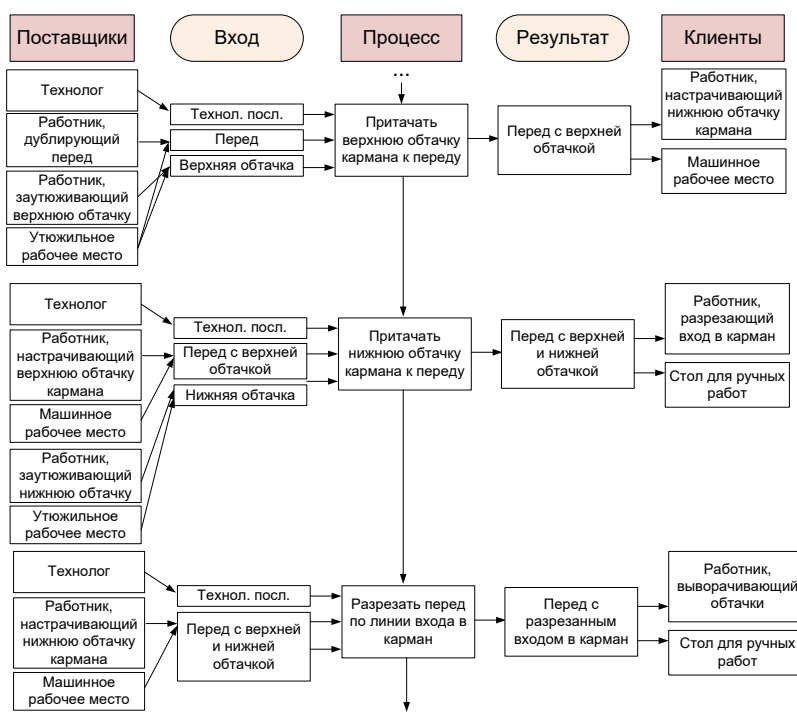 Поставщики
Вход
Процесс
Результат
Клиенты
...
Технолог
Работник,
дублирующий
перед
Работник,
заутюживающий
верхнюю обтачку
Утюжильное
рабочее место
Технол. посл.
Перед
Верхняя обтачка
Притачать
верхнюю обтачку
кармана к переду
Перед с верхней
обтачкой
Работник,
настрачивающий
нижнюю обтачку
кармана
Машинное
рабочее место
Технолог
Работник,
настрачивающий
верхнюю обтачку
кармана
Машинное
рабочее место
Работник,
заутюживающий
нижнюю обтачку
Утюжильное
рабочее место
Технол. посл.
Перед с верхней
обтачкой
Нижняя обтачка
Притачать
нижнюю обтачку
кармана к переду
Перед с верхней
и нижней
обтачкой
Работник,
разрезающий
вход в карман
Стол для ручных
работ
Технолог
Работник,
настрачивающий
нижнюю обтачку
кармана
Машинное
рабочее место
Технол. посл.
Перед с верхней
и нижней
обтачкой
Разрезать перед
по линии входа в
карман
Перед с
разрезанным
входом в карман
Работник,
выворачивающий
обтачки
Стол для ручных
работ